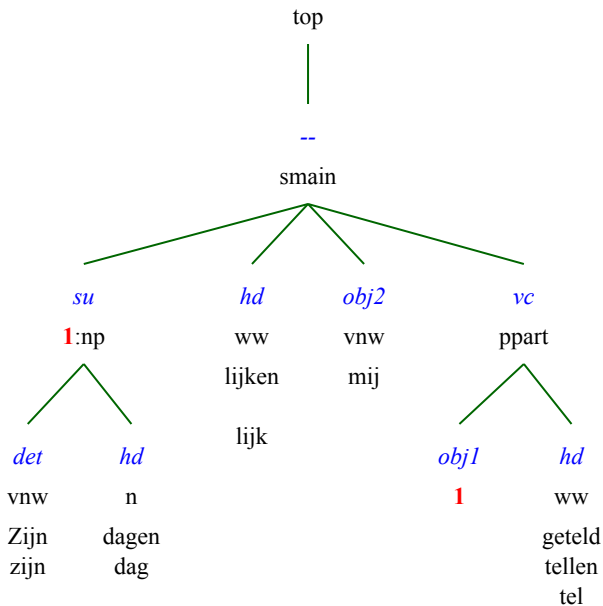 top
--
smain
su hd obj2 vc
1:np ww vnw ppart
lijken mij
lijk
det hd obj1 hd
vnw n 1 ww
Zijn dagen geteld
zijn dag tellen
tel